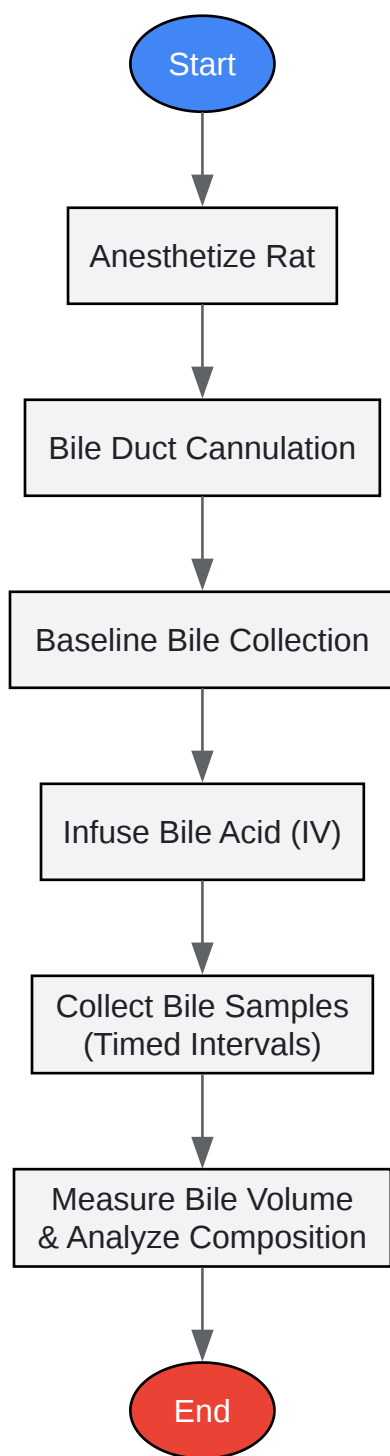 Start
Anesthetize Rat
Bile Duct Cannulation
Baseline Bile Collection
Infuse Bile Acid (IV)
Collect Bile Samples
(Timed Intervals)
Measure Bile Volume
& Analyze Composition
End